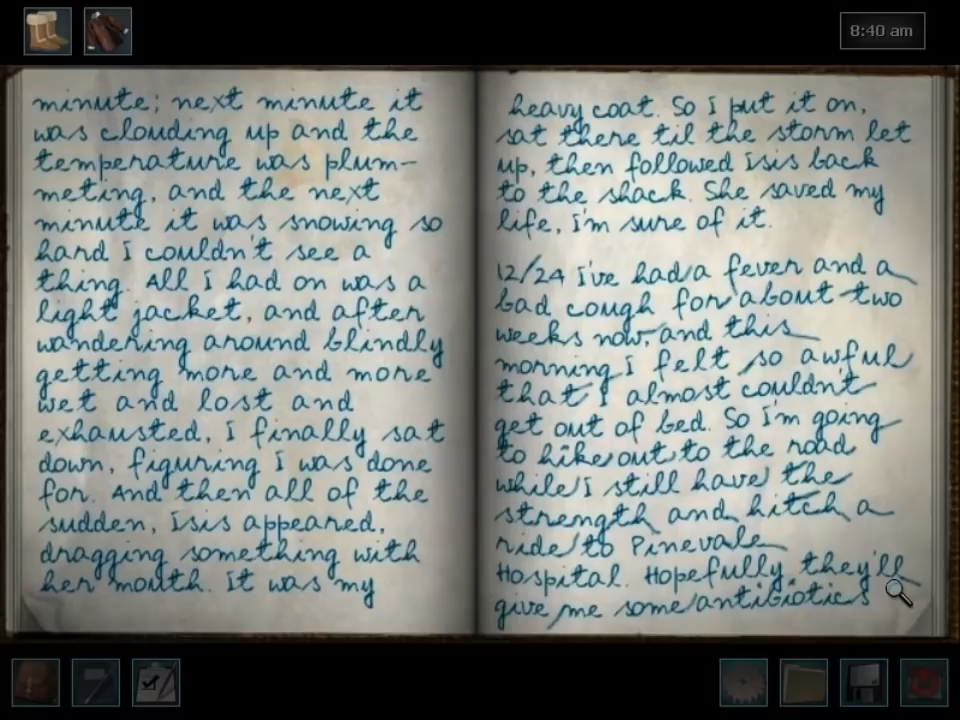 8:40 am
minute; next minute it
was clouding up and the
temperature was plum-
meting, and the next
minute it was snowing so
hard I couldn't see a
thing. All I had on was a
light jacket, and after
wandering around blindly
getting more and more
wet and lost and
exhausted, I finally sat
down, figuring I was done
for. And then all of the
sudden, Isis appeared,
dragging something with
her mouth. It was my
heavy coat. So I put it on,
sat there til the storm let
up, then followed Isis back
to the shack. She saved my
life, I'm sure of it.
12/24 I've had a fever and a
bad cough for about two
weeks now, and this
morning I felt so awful
that I almost couldn't
get out of bed. So I'm going
to hike out to the road
while I still have the
strength and hitch a
ride to Pinevale
Hospital. Hopefully they'll
give me some antibiotics